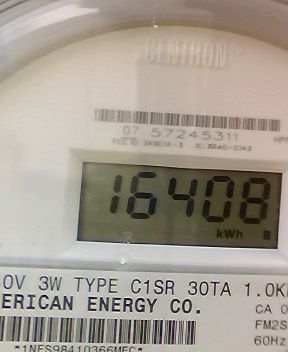 CENTRON
07 57245311
16408
kWh
0V 3W TYPE C1SR 30TA 1.0K
ERICAN ENERGY CO.
CA 0
FM2S
60Hz
*1NES98410366MEC*